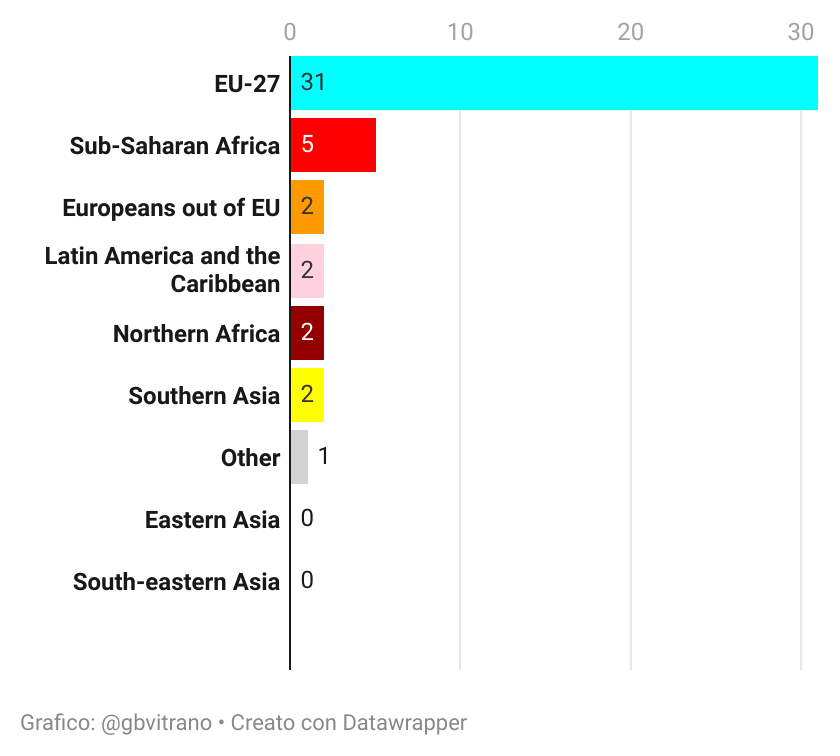 0 10 20 30
EU-27 31
Sub-Saharan Africa 5
Europeans out of EU 2
Latin America and the
Caribbean 2
Northern Africa 2
Southern Asia 2
Other 1
Eastern Asia 0
South-eastern Asia 0
Grafico: @gbvitrano • Creato con Datawrapper